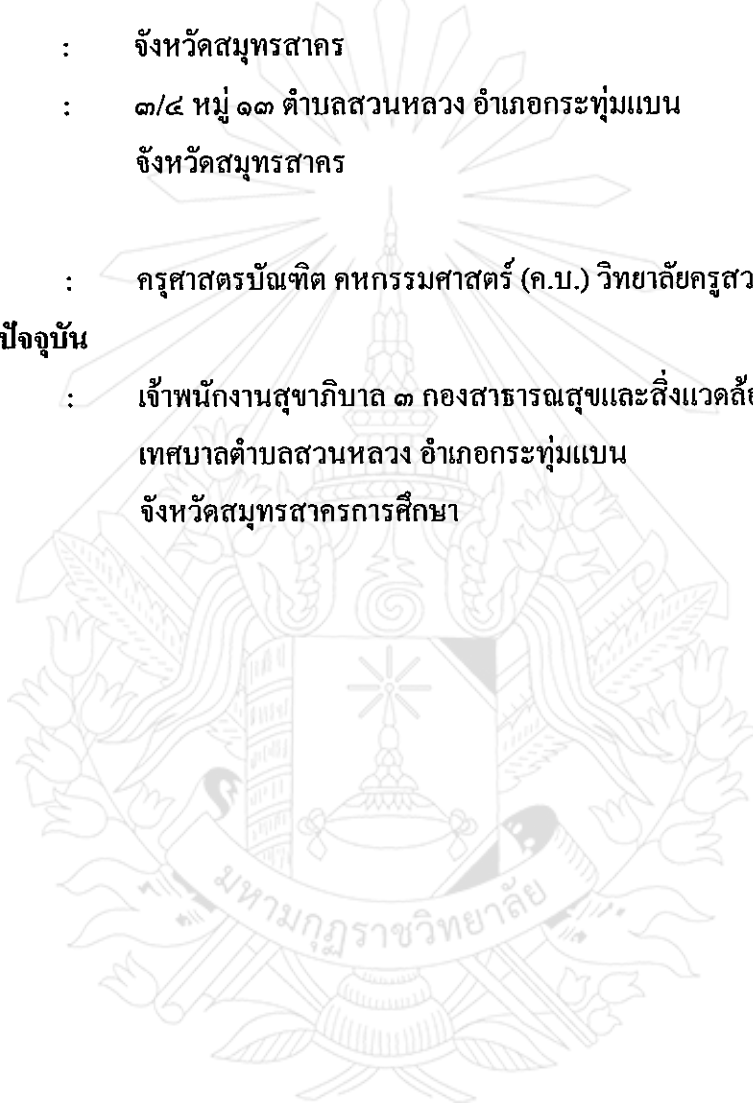 : จังหวัดสมุทรสาคร
: ๓/๔ หมู่ ๑๓ ตำบลสวนหลวง อำเภอกระทุ่มแบน
จังหวัดสมุทรสาคร
: ครุศาสตรบัณฑิต คหกรรมศาสตร์ (ค.บ.) วิทยาลัยครูสว
ปัจจุบัน
: เจ้าพนักงานสุขาภิบาล ๓ กองสาธารณสุขและสิ่งแวดล้อ
เทศบาลตำบลสวนหลวง อำเภอกระทุ่มแบน
จังหวัดสมุทรสาครการศึกษา
มหามกุฏราชวิทยาลัย